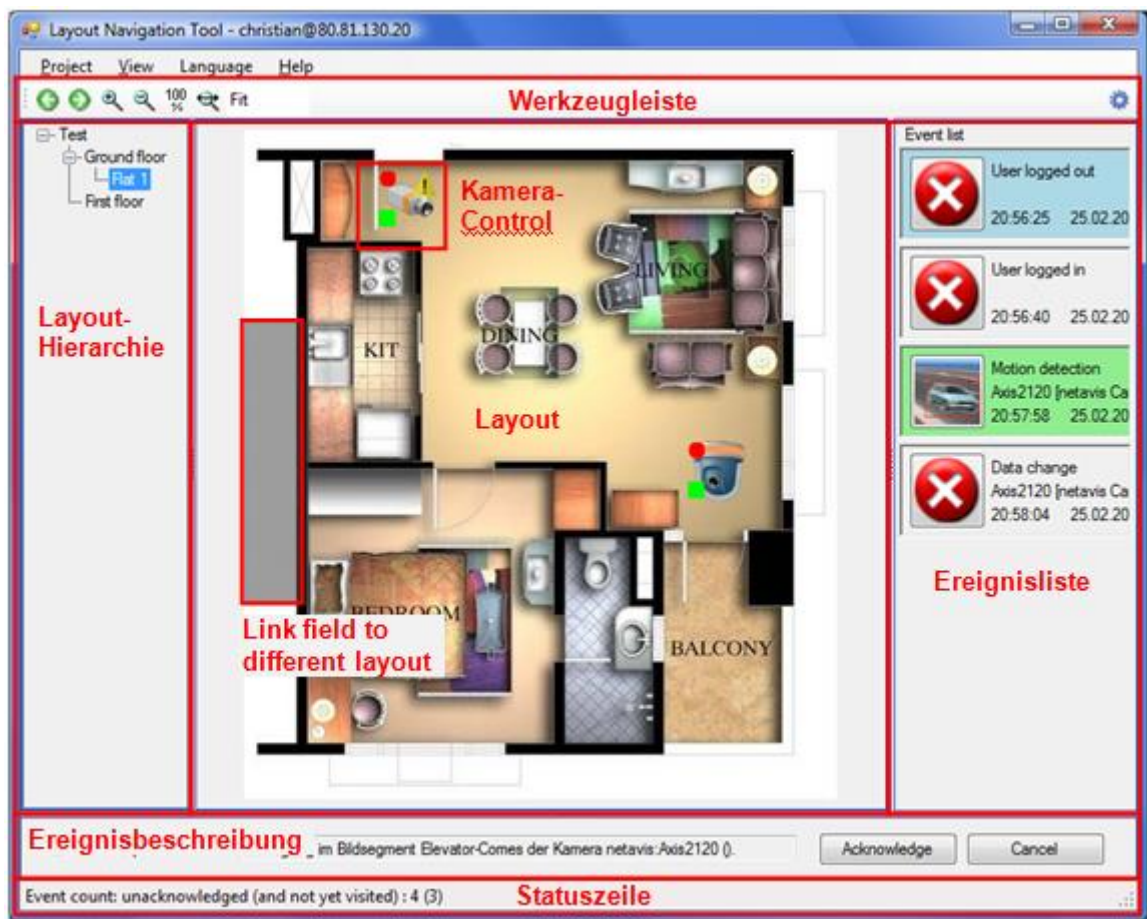 Layout Navigation Tool - christian@80.81.130.20
Project View Language Help
100 % Fit
Werkzeugleiste
Test
Ground floor
Flat 1
First floor
Layout-
Hierarchie
Kamera-
Control
LIVING
DINING
KIT
Layout
BEDROOM
BALCONY
Link field to
different layout
Event list
User logged out
20:56:25 25.02.20
User logged in
20:56:40 25.02.20
Motion detection
Axis2120 [netavis Ca
20:57:58 25.02.20
Data change
Axis2120 [netavis Ca
20:58:04 25.02.20
Ereignisliste
Ereignisbeschreibung
im Bildsegment Elevator-Comes der Kamera netavis:Axis2120 ().
Acknowledge Cancel
Event count: unacknowledged (and not yet visited) : 4 (3)
Statuszeile